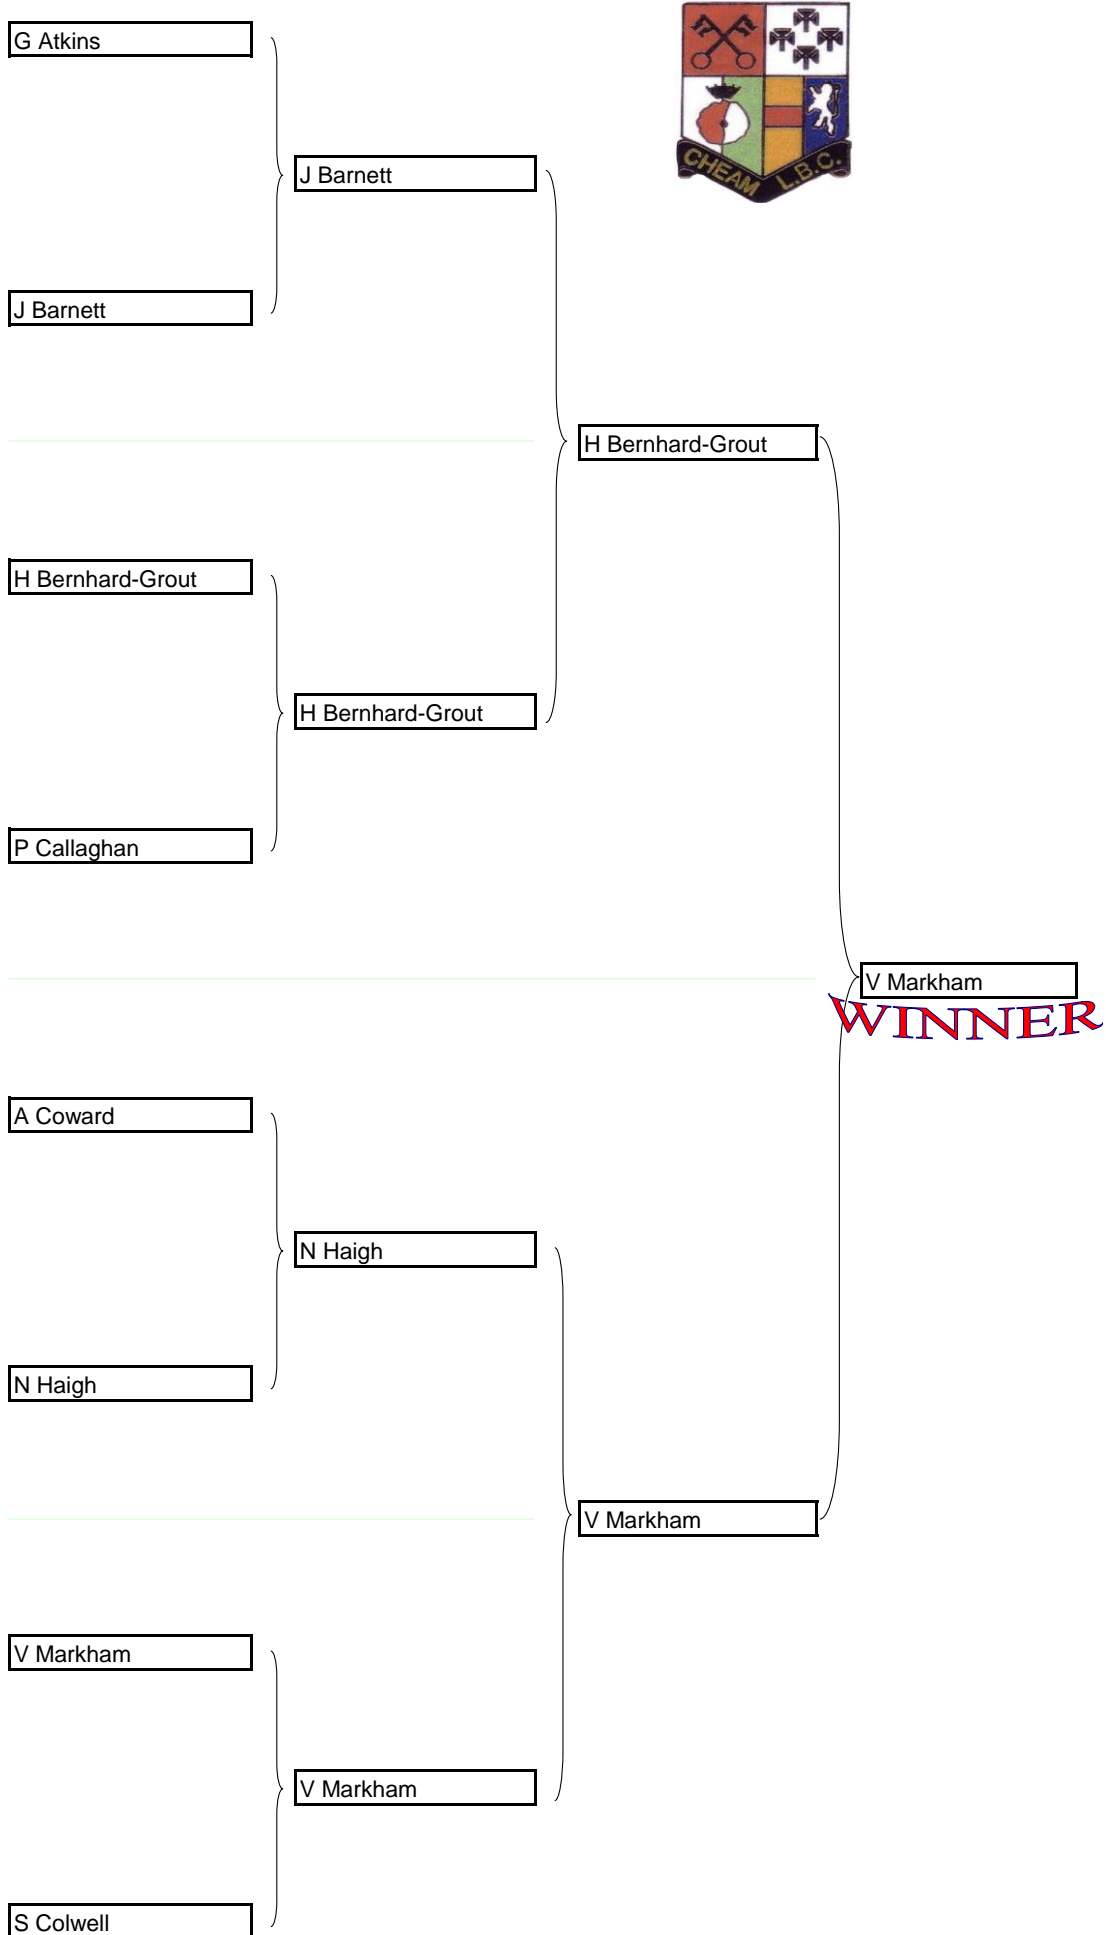 G Atkins
CHEAM L.B.C.
J Barnett
J Barnett
H Bernhard-Grout
H Bernhard-Grout
H Bernhard-Grout
P Callaghan
V Markham
WINNER
A Coward
N Haigh
N Haigh
V Markham
V Markham
V Markham
S Colwell